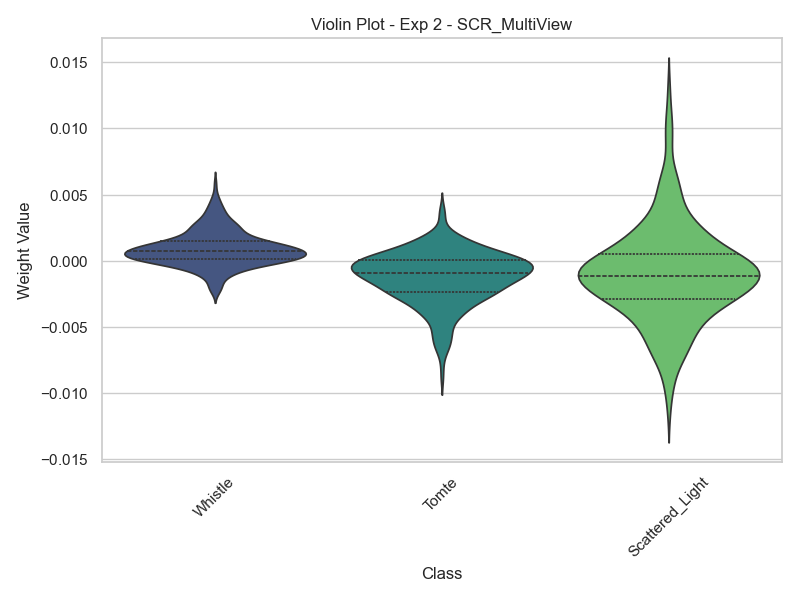 Violin Plot - Exp 2 - SCR_MultiView
0.015
0.010
0.005
0.000
−0.005
−0.010
−0.015
Weight Value
Whistle
Tomte
Scattered_Light
Class